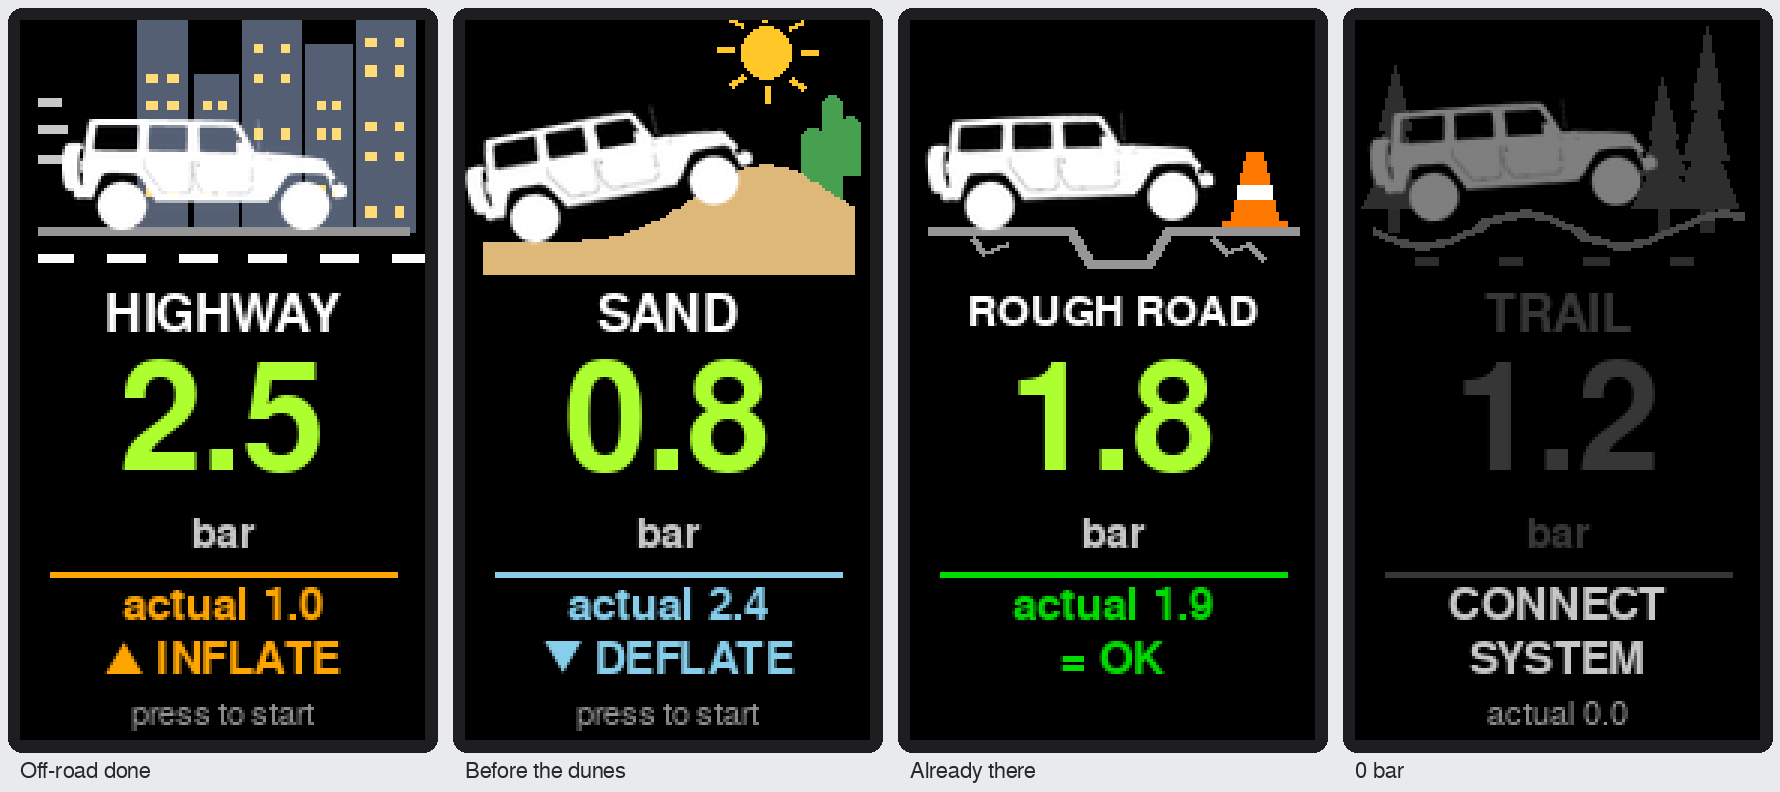 HIGHWAY
2.5
bar
actual 1.0
▲ INFLATE
press to start
Off-road done
SAND
0.8
bar
actual 2.4
▼ DEFLATE
press to start
Before the dunes
ROUGH ROAD
1.8
bar
actual 1.9
= OK
Already there
TRAIL
1.2
bar
CONNECT
SYSTEM
actual 0.0
0 bar